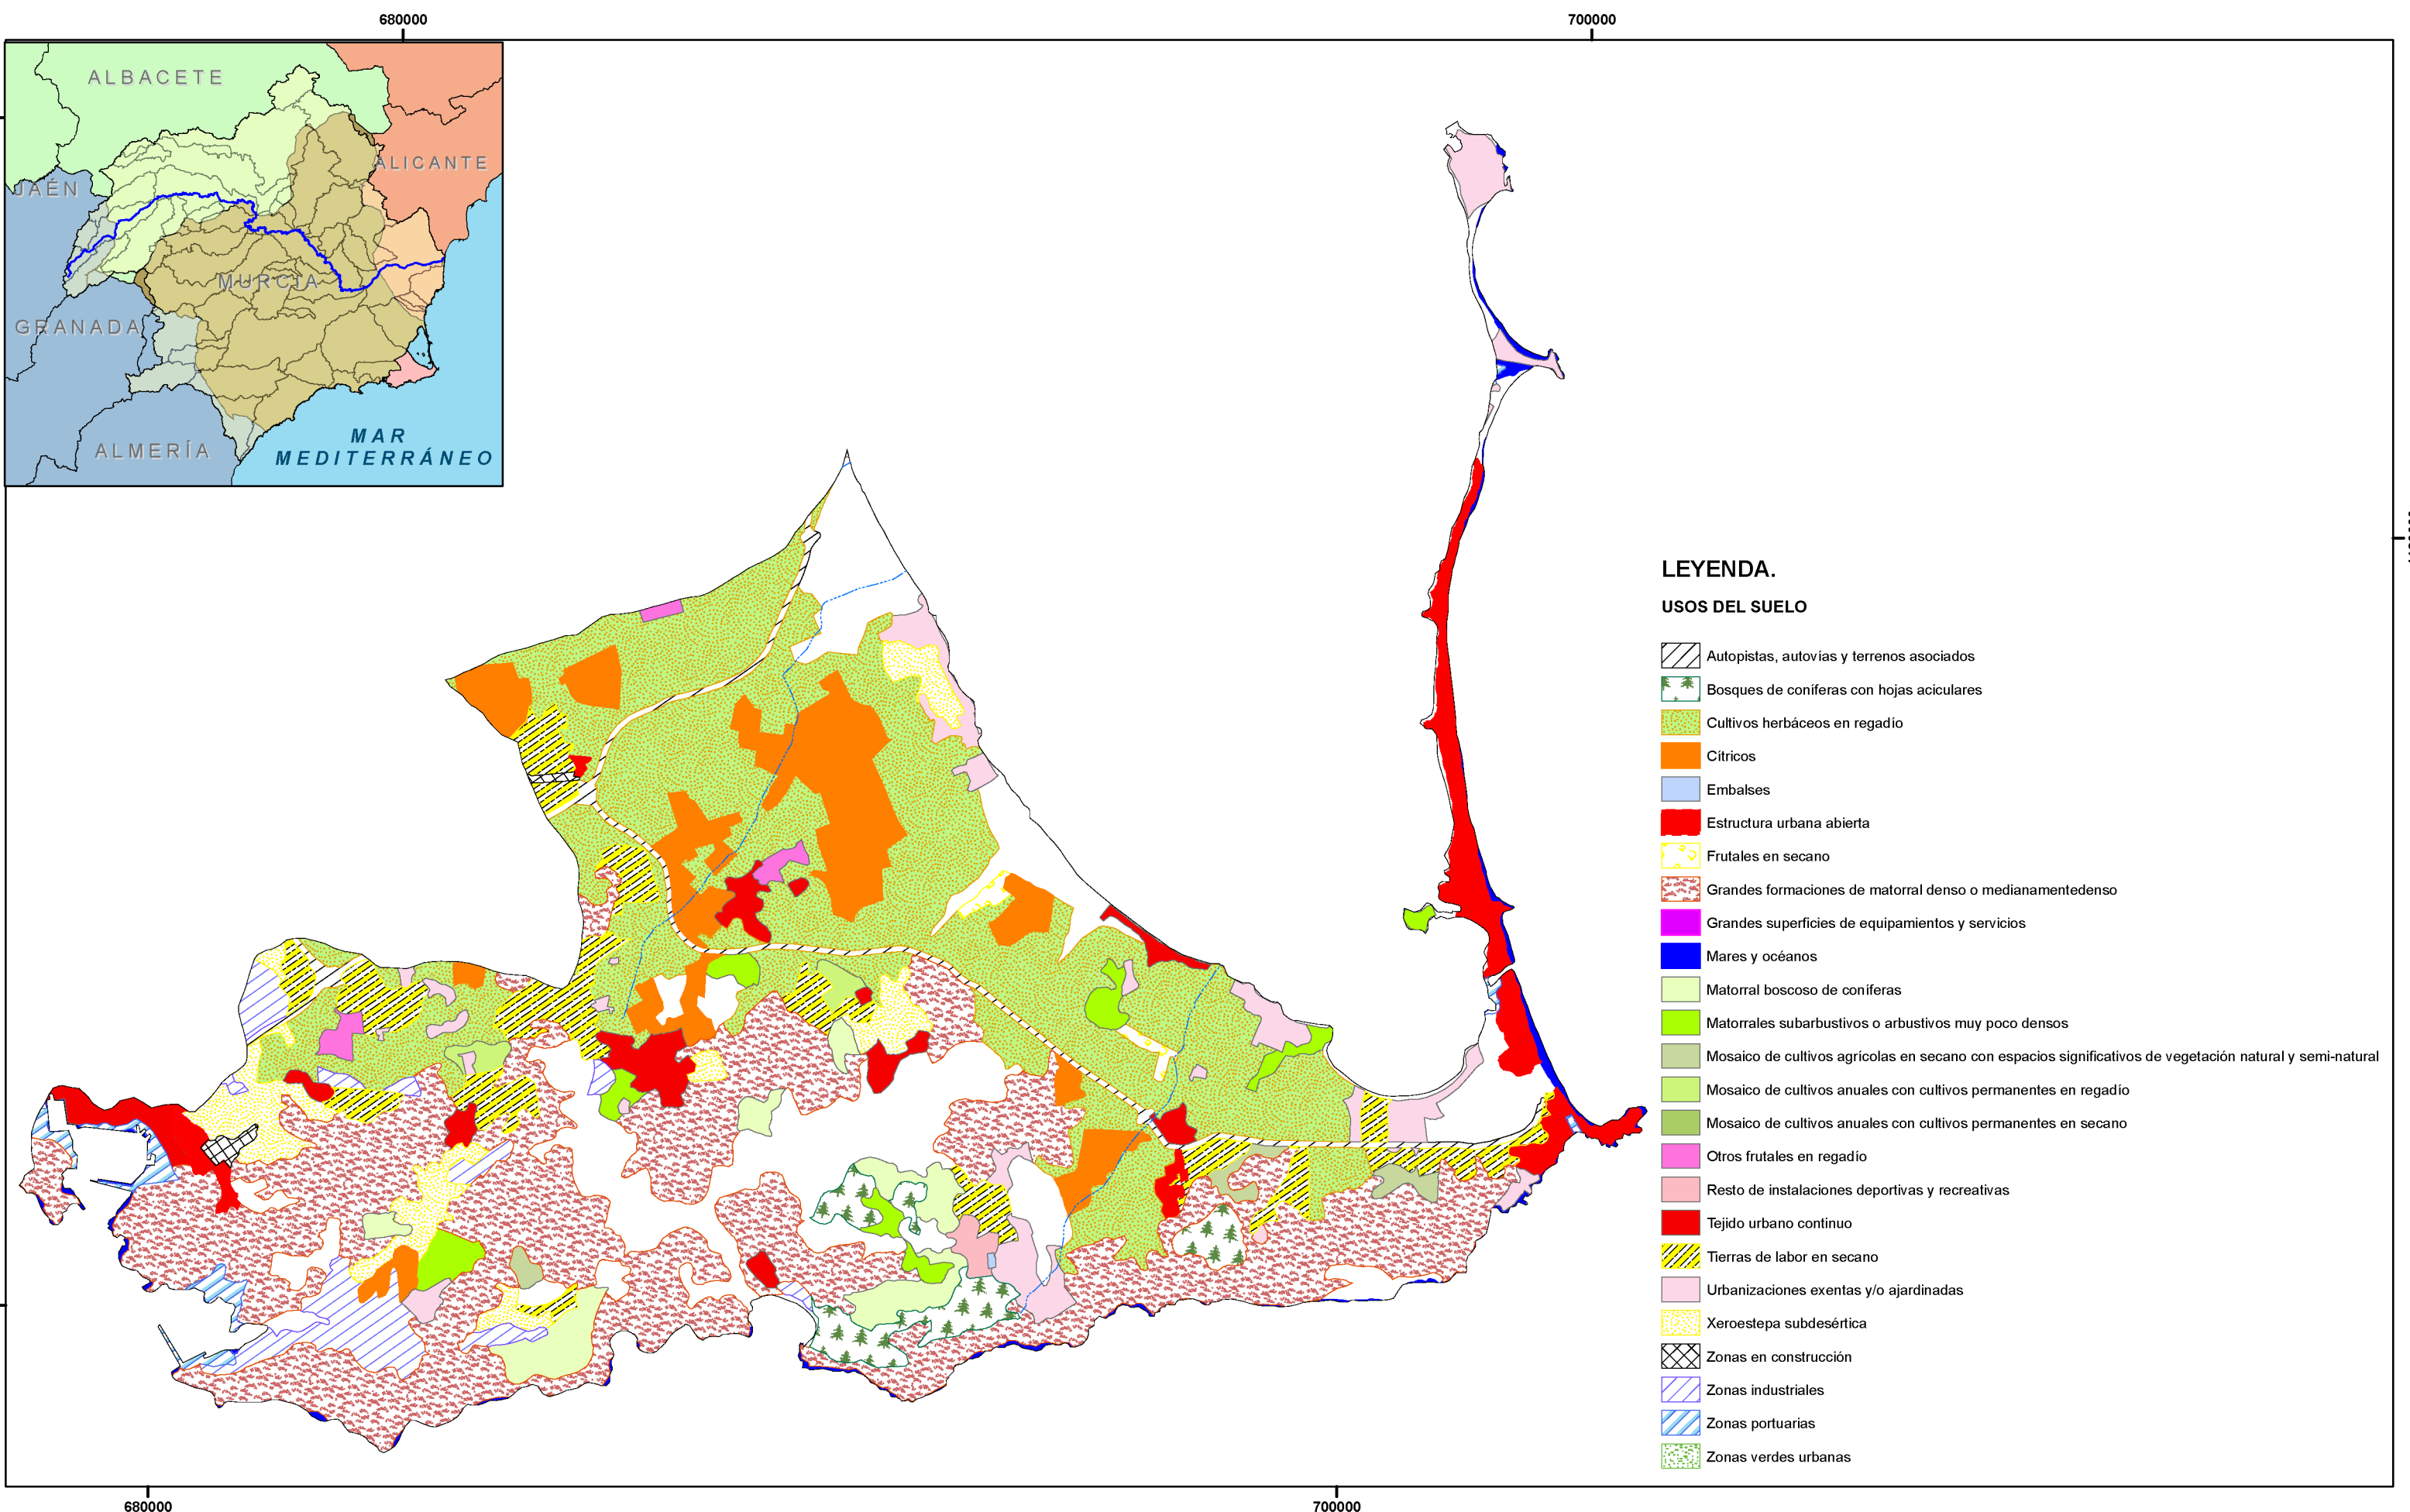 680000
700000
ALBACETE
ALICANTE
JAÉN
MURCIA
GRANADA
ALMERÍA
MAR
MEDITERRÁNEO
LEYENDA.
USOS DEL SUELO
Autopistas, autovías y terrenos asociados
Bosques de coníferas con hojas aciculares
Cultivos herbáceos en regadío
Cítricos
Embalses
Estructura urbana abierta
Frutales en secano
Grandes formaciones de matorral denso o medianamentedenso
Grandes superficies de equipamientos y servicios
Mares y océanos
Matorral boscoso de coníferas
Matorrales subarbustivos o arbustivos muy poco densos
Mosaico de cultivos agrícolas en secano con espacios significativos de vegetación natural y semi-natural
Mosaico de cultivos anuales con cultivos permanentes en regadío
Mosaico de cultivos anuales con cultivos permanentes en secano
Otros frutales en regadío
Resto de instalaciones deportivas y recreativas
Tejido urbano continuo
Tierras de labor en secano
Urbanizaciones exentas y/o ajardinadas
Xeroestepa subdesértica
Zonas en construcción
Zonas industriales
Zonas portuarias
Zonas verdes urbanas
680000
700000